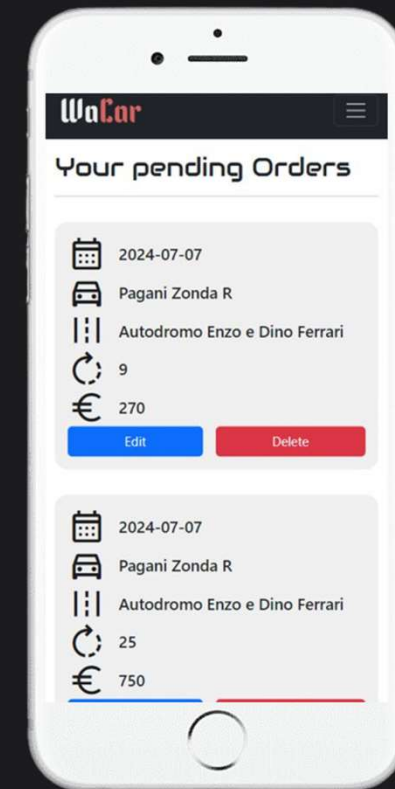 WaCar
Your pending Orders
2024-07-07
Pagani Zonda R
Autodromo Enzo e Dino Ferrari
9
€ 270
Edit Delete
2024-07-07
Pagani Zonda R
Autodromo Enzo e Dino Ferrari
25
€ 750